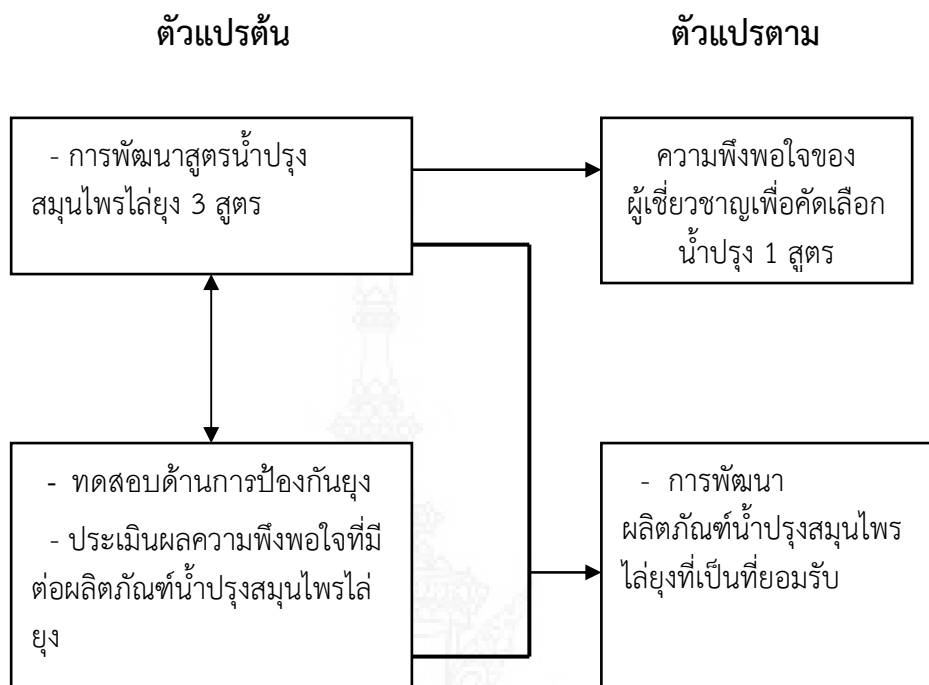 ตัวแปรต้น
ตัวแปรตาม
- การพัฒนาสูตรน้ำปรุง
สมุนไพรไล่ยุง 3 สูตร
ความพึงพอใจของ
ผู้เชี่ยวชาญเพื่อคัดเลือก
น้ำปรุง 1 สูตร
- ทดสอบด้านการป้องกันยุง
- ประเมินผลความพึงพอใจที่มี
ต่อผลิตภัณฑ์น้ำปรุงสมุนไพรไล่
ยุง
- การพัฒนา
ผลิตภัณฑ์น้ำปรุงสมุนไพร
ไล่ยุงที่เป็นที่ยอมรับ